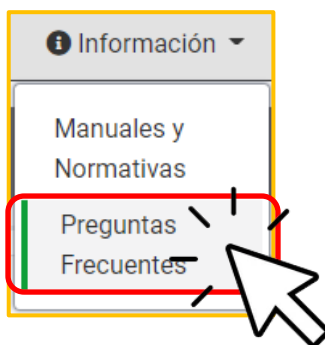 Información
Manuales y
Normativas
Preguntas
Frecuentes